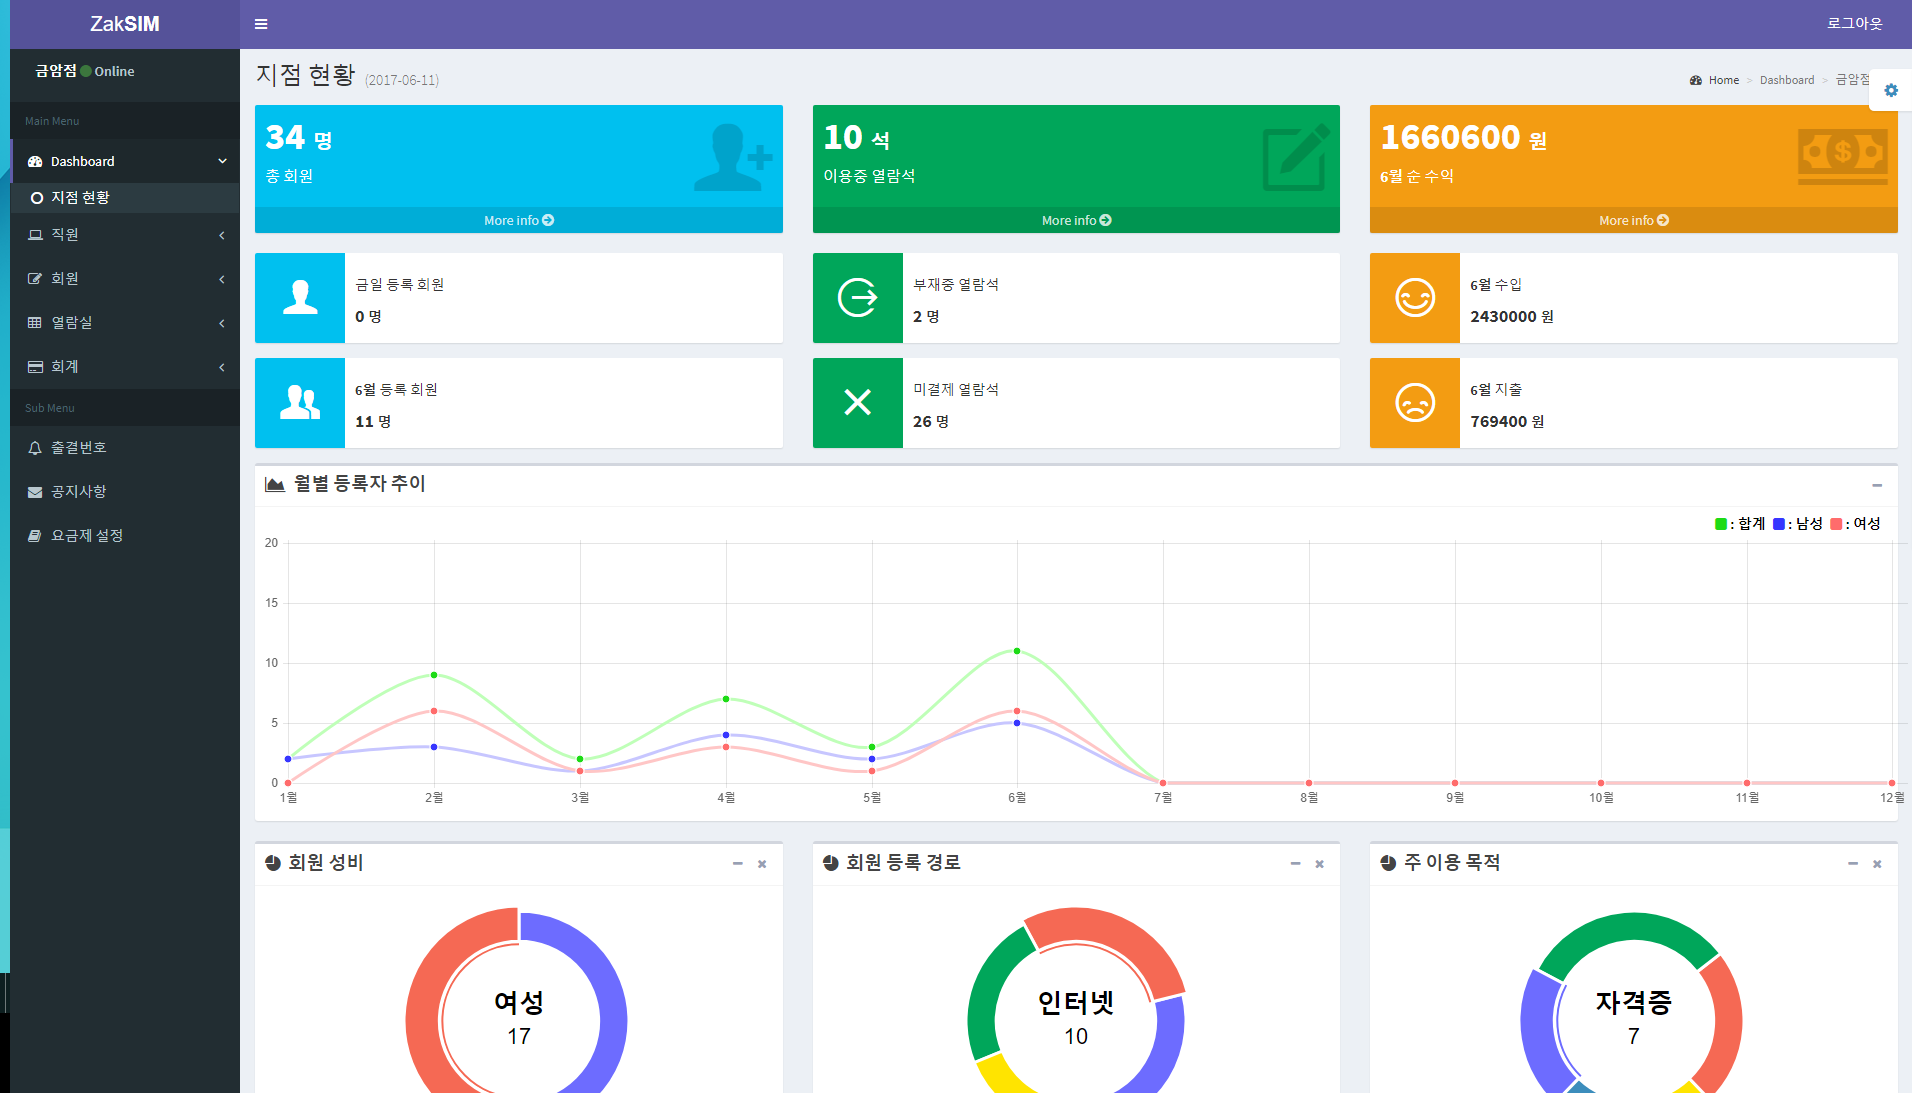 ZakSIM
로그아웃
금암점 Online
지점 현황 (2017-06-11)
Home > Dashboard > 금암점
Main Menu
Dashboard
지점 현황
직원
회원
열람실
회계
Sub Menu
출결번호
공지사항
요금제 설정
34 명
총 회원
More info
10 석
이용중 열람석
More info
1660600 원
6월 순 수익
More info
금일 등록 회원
0 명
부재중 열람석
2 명
6월 수입
2430000 원
6월 등록 회원
11 명
미결제 열람석
26 명
6월 지출
769400 원
월별 등록자 추이
: 합계 : 남성 : 여성
20
15
10
5
0
1월 2월 3월 4월 5월 6월 7월 8월 9월 10월 11월 12월
회원 성비
여성
17
회원 등록 경로
인터넷
10
주 이용 목적
자격증
7